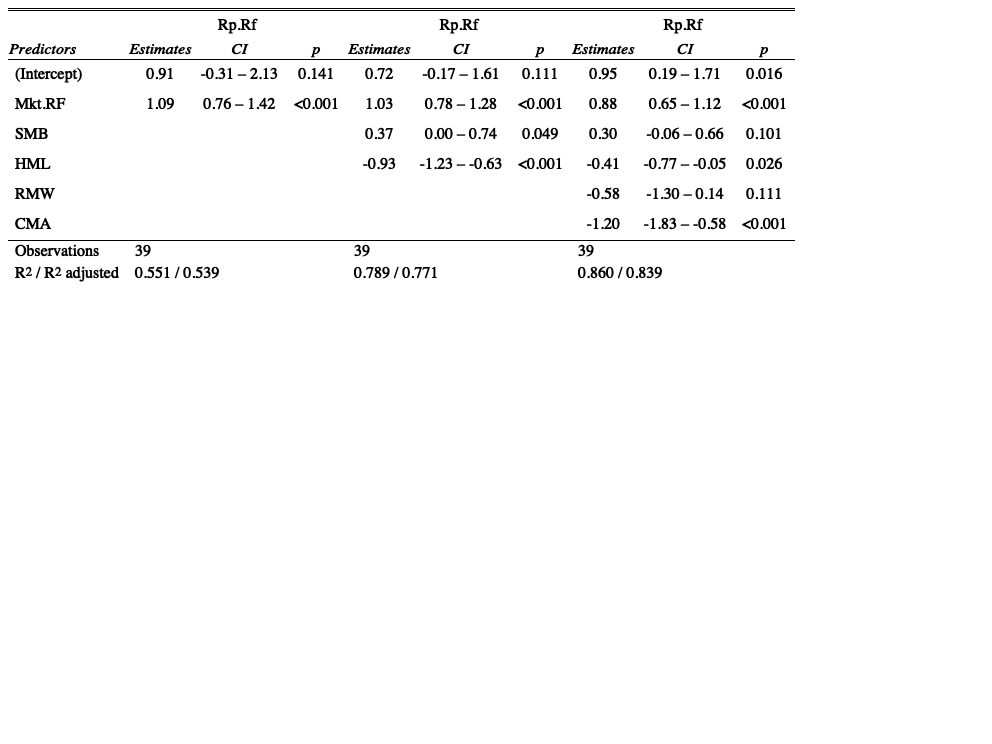 Rp.Rf Rp.Rf Rp.Rf
Predictors Estimates CI p Estimates CI p Estimates CI p
(Intercept) 0.91 -0.31 – 2.13 0.141 0.72 -0.17 – 1.61 0.111 0.95 0.19 – 1.71 0.016
Mkt.RF 1.09 0.76 – 1.42 <0.001 1.03 0.78 – 1.28 <0.001 0.88 0.65 – 1.12 <0.001
SMB 0.37 0.00 – 0.74 0.049 0.30 -0.06 – 0.66 0.101
HML -0.93 -1.23 – -0.63 <0.001 -0.41 -0.77 – -0.05 0.026
RMW -0.58 -1.30 – 0.14 0.111
CMA -1.20 -1.83 – -0.58 <0.001
Observations 39 39 39
R2 / R2 adjusted 0.551 / 0.539 0.789 / 0.771 0.860 / 0.839